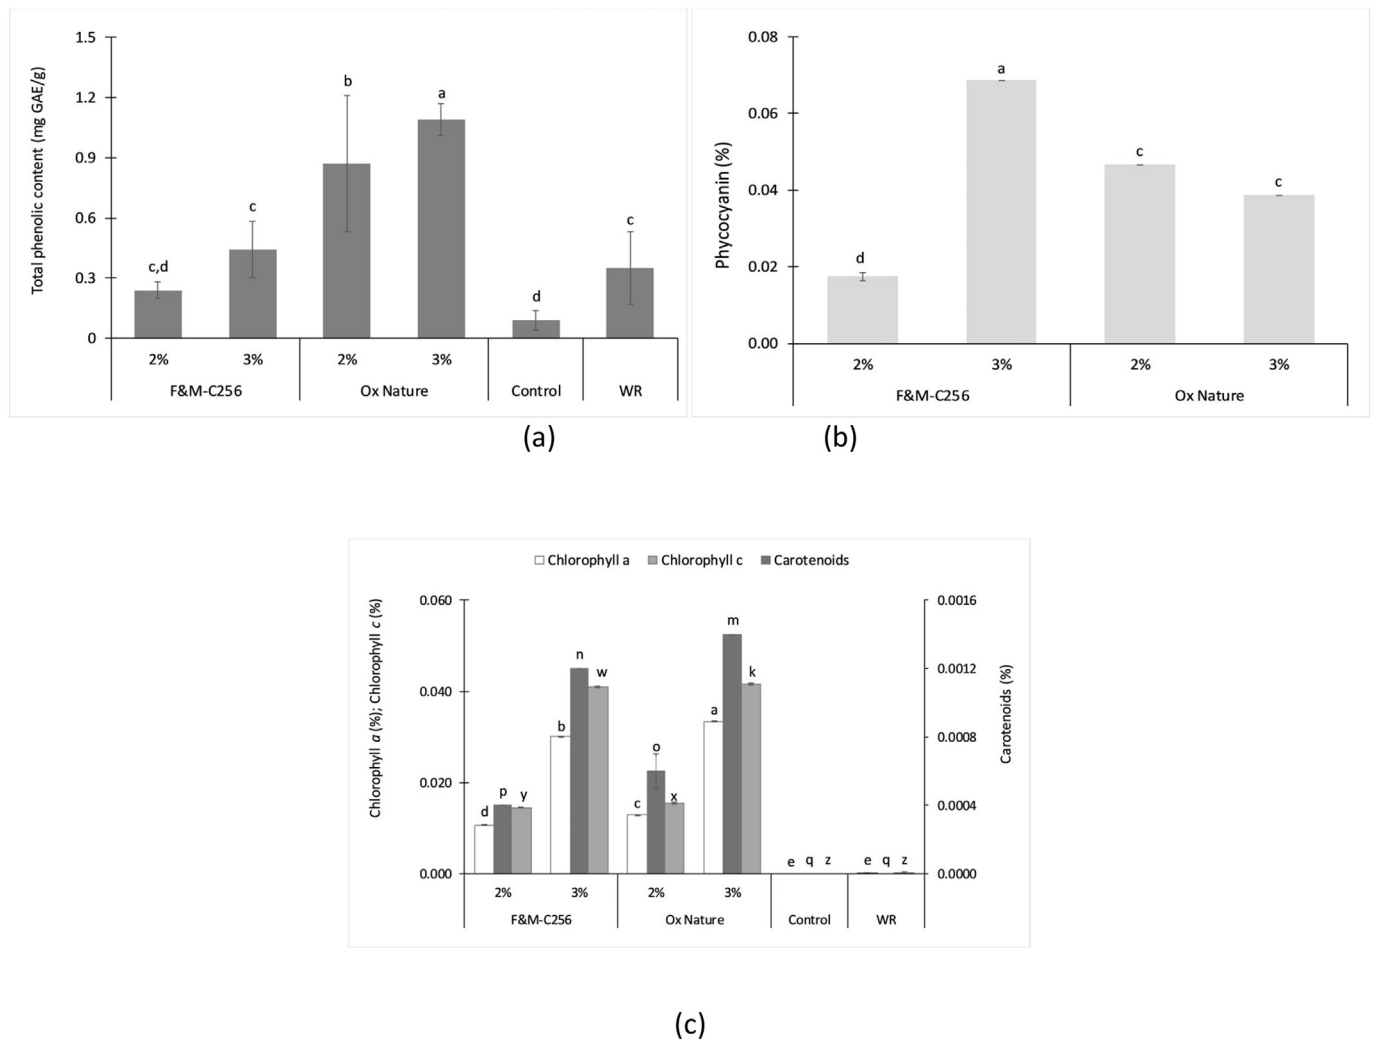 1.5
1.2
0.9
0.6
0.3
0
Total phenolic content (mg GAE/g)
c,d
c
b
a
d
c
2% 3% 2% 3%
F&M-C256 Ox Nature Control WR
(a)
0.08
0.06
0.04
0.02
0.00
Phycocyanin (%)
d
a
c
c
2% 3% 2% 3%
F&M-C256 Ox Nature
(b)
Chlorophyll a Chlorophyll c Carotenoids
Chlorophyll a (%); Chlorophyll c (%)
0.060
0.040
0.020
0.000
0.0016
0.0012
0.0008
0.0004
0.0000
Carotenoids (%)
d p y
b n w
c o x
a m k
e q z
e q z
2% 3% 2% 3%
F&M-C256 Ox Nature Control WR
(c)